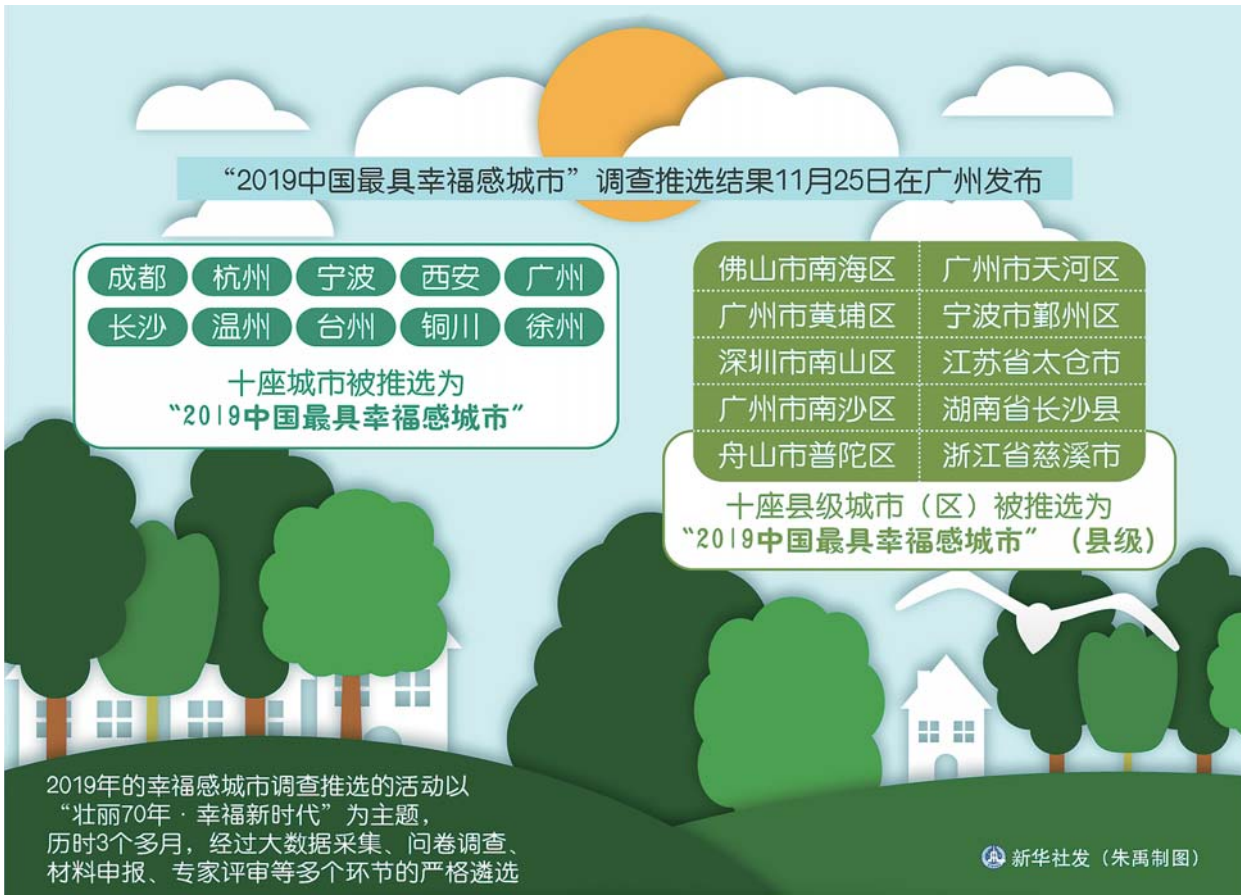 “2019中国最具幸福感城市”调查推选结果11月25日在广州发布
成都 杭州 宁波 西安 广州
长沙 温州 台州 铜川 徐州
十座城市被推选为
“2019中国最具幸福感城市”
佛山市南海区 广州市天河区
广州市黄埔区 宁波市鄞州区
深圳市南山区 江苏省太仓市
广州市南沙区 湖南省长沙县
舟山市普陀区 浙江省慈溪市
十座县级城市（区）被推选为
“2019中国最具幸福感城市”（县级）
2019年的幸福感城市调查推选的活动以
“壮丽70年·幸福新时代”为主题，
历时3个多月，经过大数据采集、问卷调查、
材料申报、专家评审等多个环节的严格遴选
新华社发（朱禹制图）